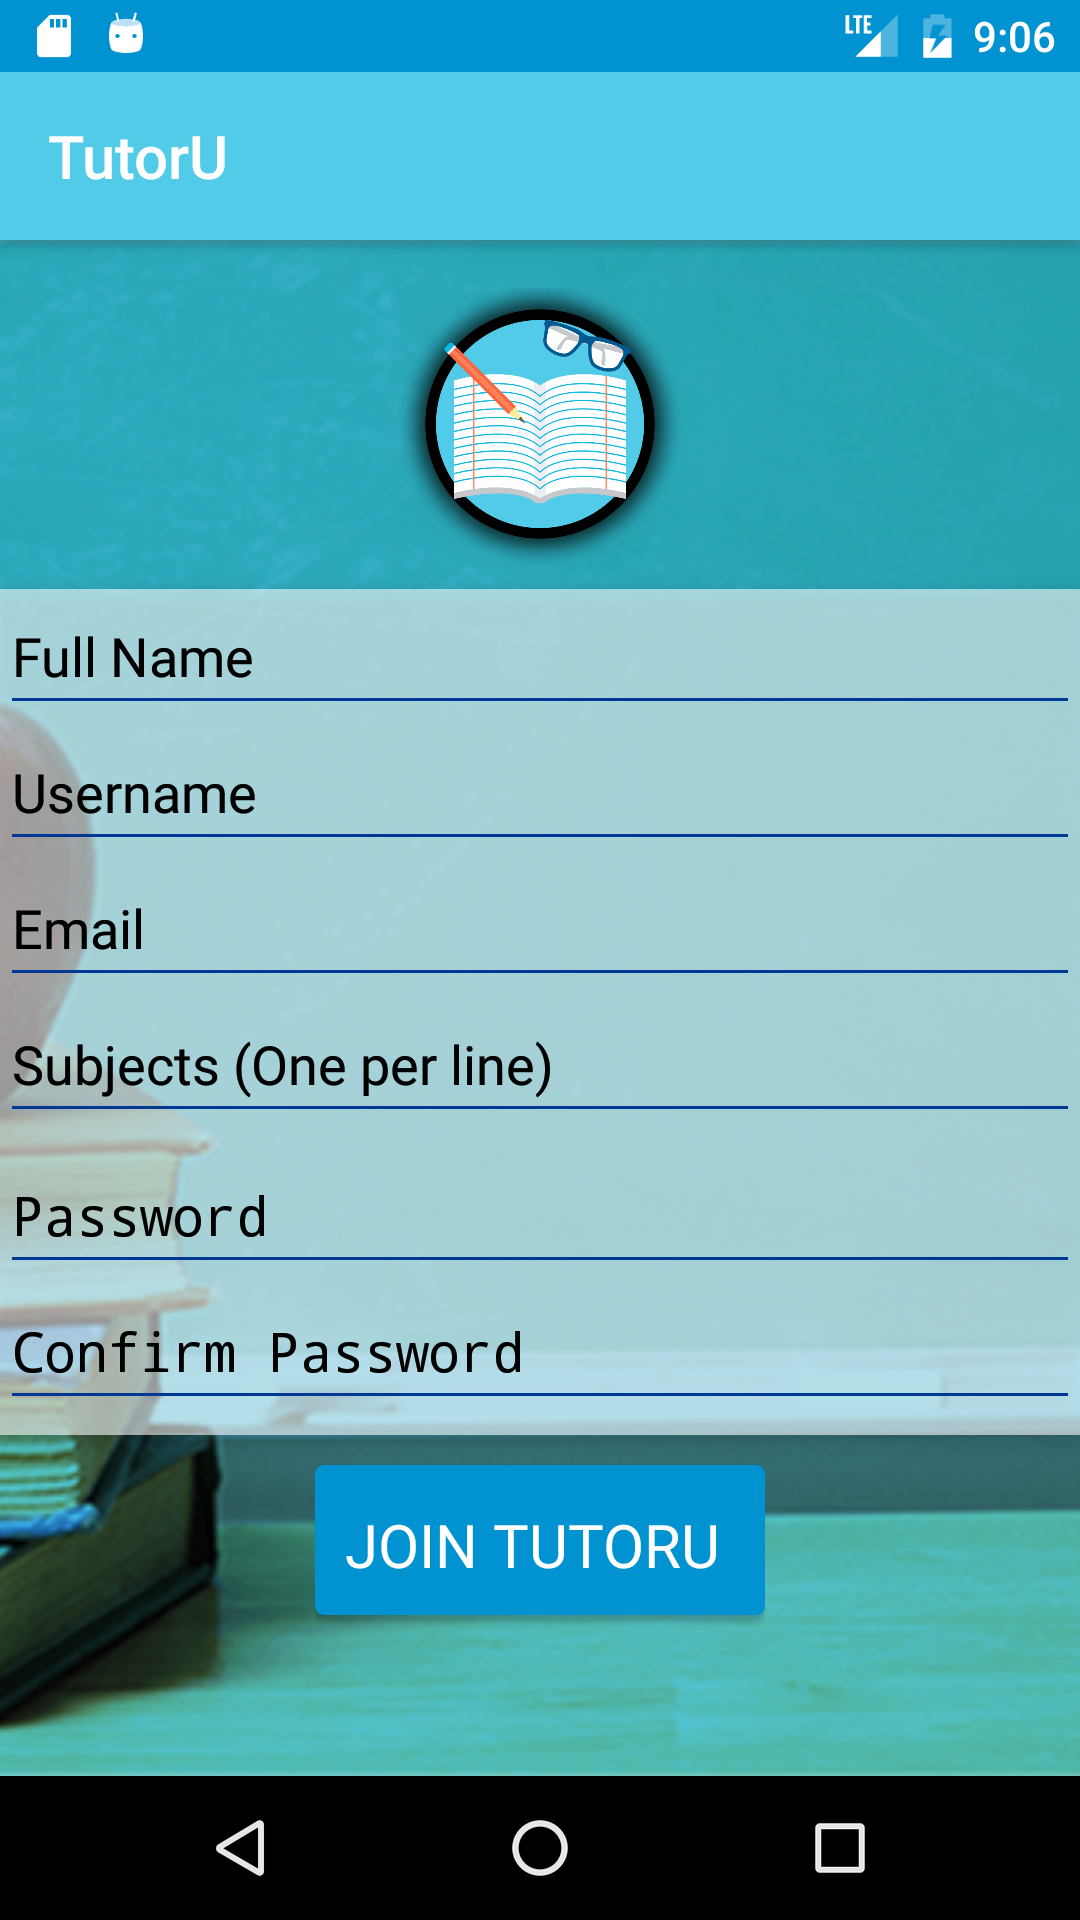 LTE 9:06
TutorU
Full Name
Username
Email
Subjects (One per line)
Password
Confirm Password
JOIN TUTORU